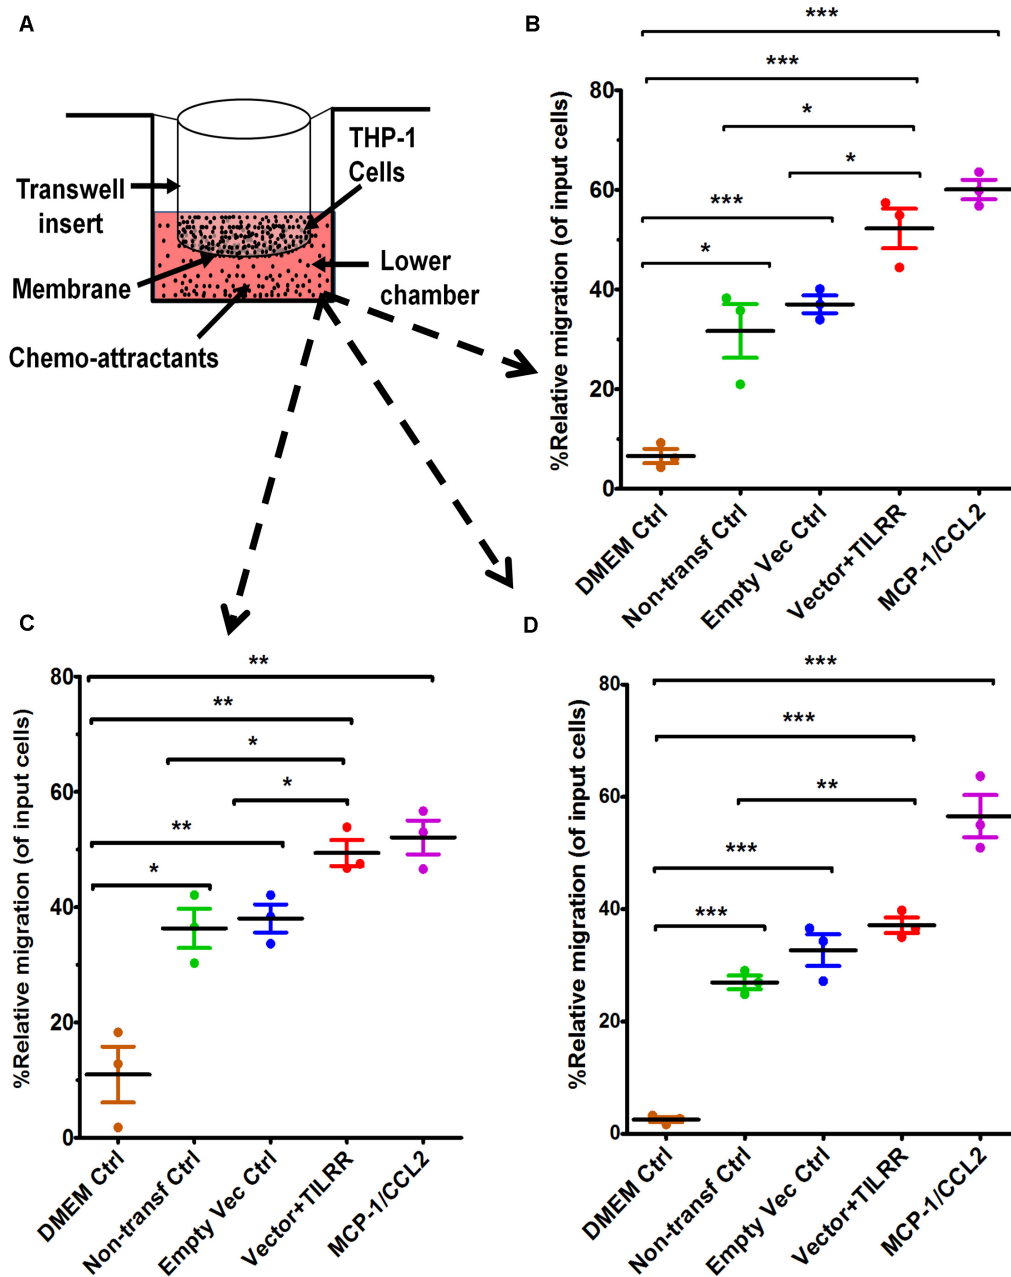 A
THP-1
Cells
Transwell
insert
Membrane
Lower
chamber
Chemo-attractants
B
***
***
*
*
***
*
%Relative migration (of input cells)
80
60
40
20
0
DMEM Ctrl
Non-transf Ctrl
Empty Vec Ctrl
Vector+TILRR
MCP-1/CCL2
C
**
**
*
*
**
*
%Relative migration (of input cells)
80
60
40
20
0
DMEM Ctrl
Non-transf Ctrl
Empty Vec Ctrl
Vector+TILRR
MCP-1/CCL2
D
***
***
**
***
***
%Relative migration (of input cells)
80
60
40
20
0
DMEM Ctrl
Non-transf Ctrl
Empty Vec Ctrl
Vector+TILRR
MCP-1/CCL2